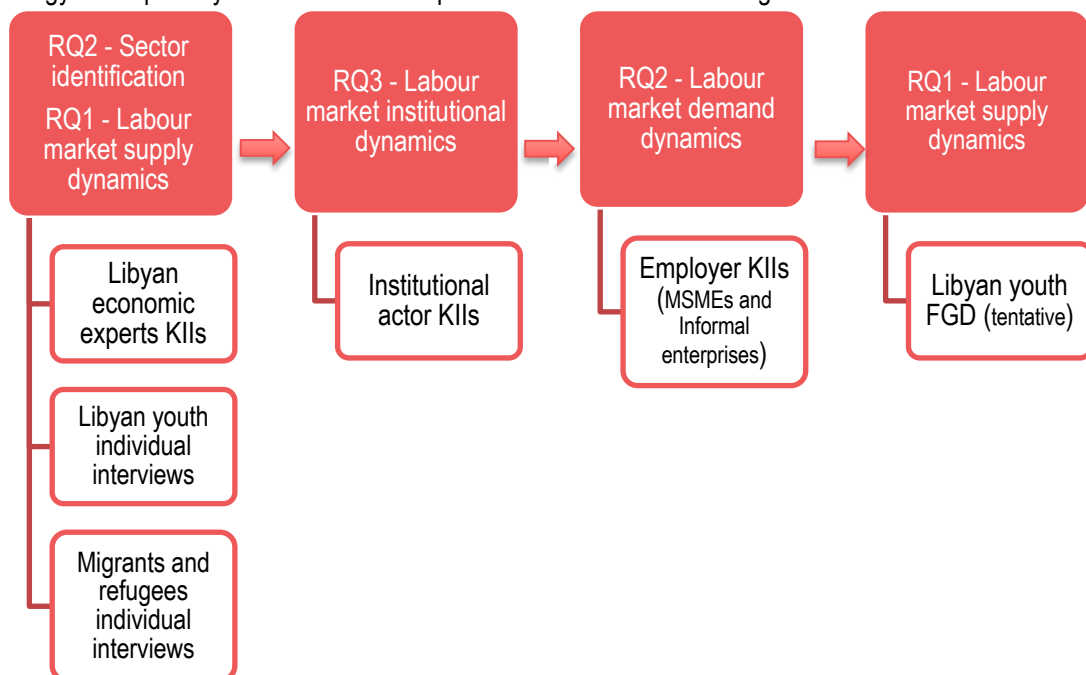 RQ2 - Sector
identification
RQ1 - Labour
market supply
dynamics
RQ3 - Labour
market institutional
dynamics
RQ2 - Labour
market demand
dynamics
RQ1 - Labour
market supply
dynamics
Libyan
economic
experts KIIs
Libyan youth
individual
interviews
Migrants and
refugees
individual
interviews
Institutional
actor KIIs
Employer KIIs
(MSMEs and
Informal
enterprises)
Libyan youth
FGD (tentative)